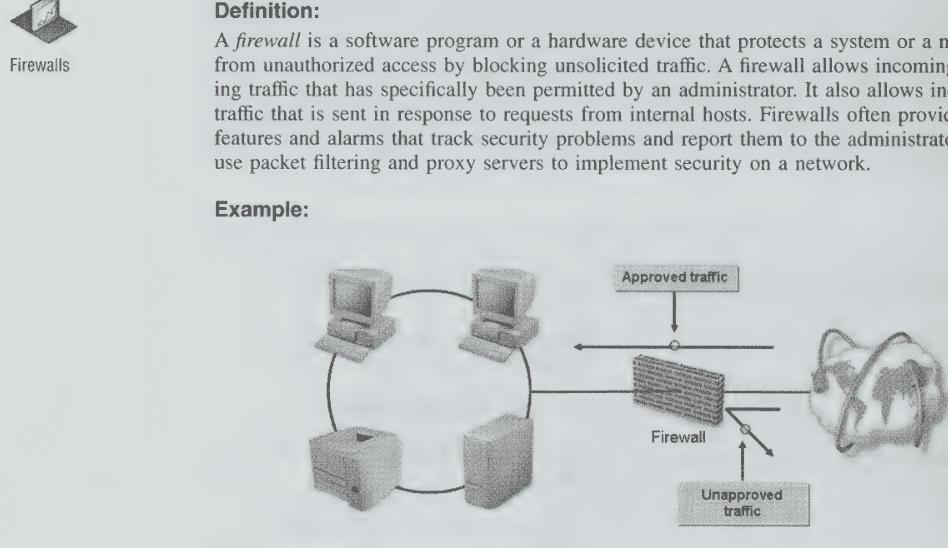 Definition:
A firewall is a software program or a hardware device that protects a system or a
from unauthorized access by blocking unsolicited traffic. A firewall allows incoming
ing traffic that has specifically been permitted by an administrator. It also allows
traffic that is sent in response to requests from internal hosts. Firewalls often
features and alarms that track security problems and report them to the
use packet filtering and proxy servers to implement security on a network.
Firewalls
Example:
Approved traffic
Firewall
Unapproved
traffic